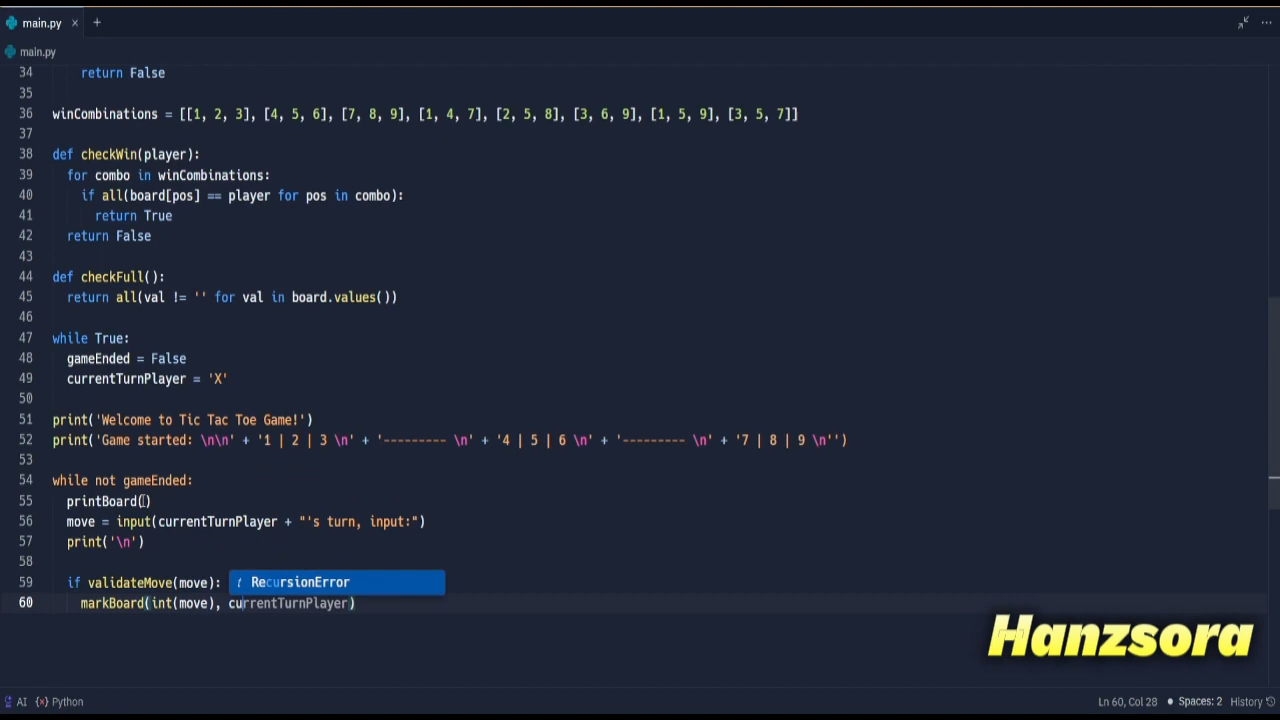 main.py × +
main.py
34 return False
35
36 winCombinations = [[1, 2, 3], [4, 5, 6], [7, 8, 9], [1, 4, 7], [2, 5, 8], [3, 6, 9], [1, 5, 9], [3, 5, 7]]
37
38 def checkWin(player):
39 for combo in winCombinations:
40 if all(board[pos] == player for pos in combo):
41 return True
42 return False
43
44 def checkFull():
45 return all(val != '' for val in board.values())
46
47 while True:
48 gameEnded = False
49 currentTurnPlayer = 'X'
50
51 print('Welcome to Tic Tac Toe Game!')
52 print('Game started: \n\n' + '1 | 2 | 3 \n' + '--------- \n' + '4 | 5 | 6 \n' + '--------- \n' + '7 | 8 | 9 \n'')
53
54 while not gameEnded:
55 printBoard()
56 move = input(currentTurnPlayer + "'s turn, input:")
57 print('\n')
58
59 if validateMove(move):
RecursionError
60 markBoard(int(move), currentTurnPlayer)
Hanzsora
AI {×} Python
Ln 60, Col 28 • Spaces: 2 History